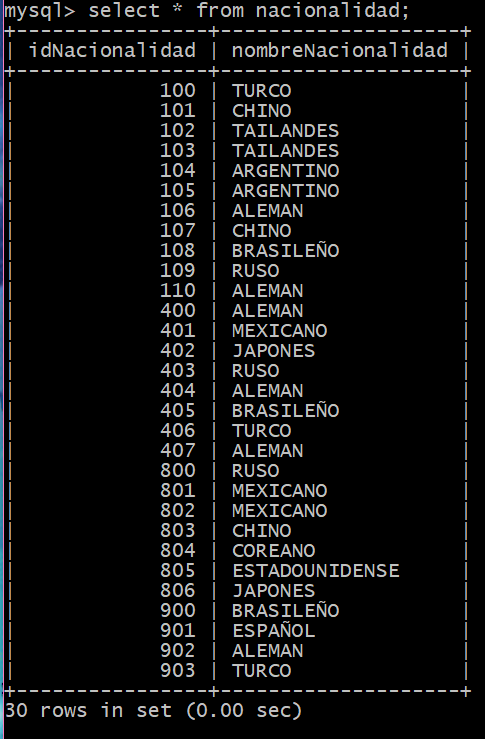 mysql> select * from nacionalidad;
+----------------+--------------------+
| idNacionalidad | nombreNacionalidad |
+----------------+--------------------+
|            100 | TURCO              |
|            101 | CHINO              |
|            102 | TAILANDES          |
|            103 | TAILANDES          |
|            104 | ARGENTINO          |
|            105 | ARGENTINO          |
|            106 | ALEMAN             |
|            107 | CHINO              |
|            108 | BRASILEÑO          |
|            109 | RUSO               |
|            110 | ALEMAN             |
|            400 | ALEMAN             |
|            401 | MEXICANO           |
|            402 | JAPONES            |
|            403 | RUSO               |
|            404 | ALEMAN             |
|            405 | BRASILEÑO          |
|            406 | TURCO              |
|            407 | ALEMAN             |
|            800 | RUSO               |
|            801 | MEXICANO           |
|            802 | MEXICANO           |
|            803 | CHINO              |
|            804 | COREANO            |
|            805 | ESTADOUNIDENSE     |
|            806 | JAPONES            |
|            900 | BRASILEÑO          |
|            901 | ESPAÑOL            |
|            902 | ALEMAN             |
|            903 | TURCO              |
+----------------+--------------------+
30 rows in set (0.00 sec)